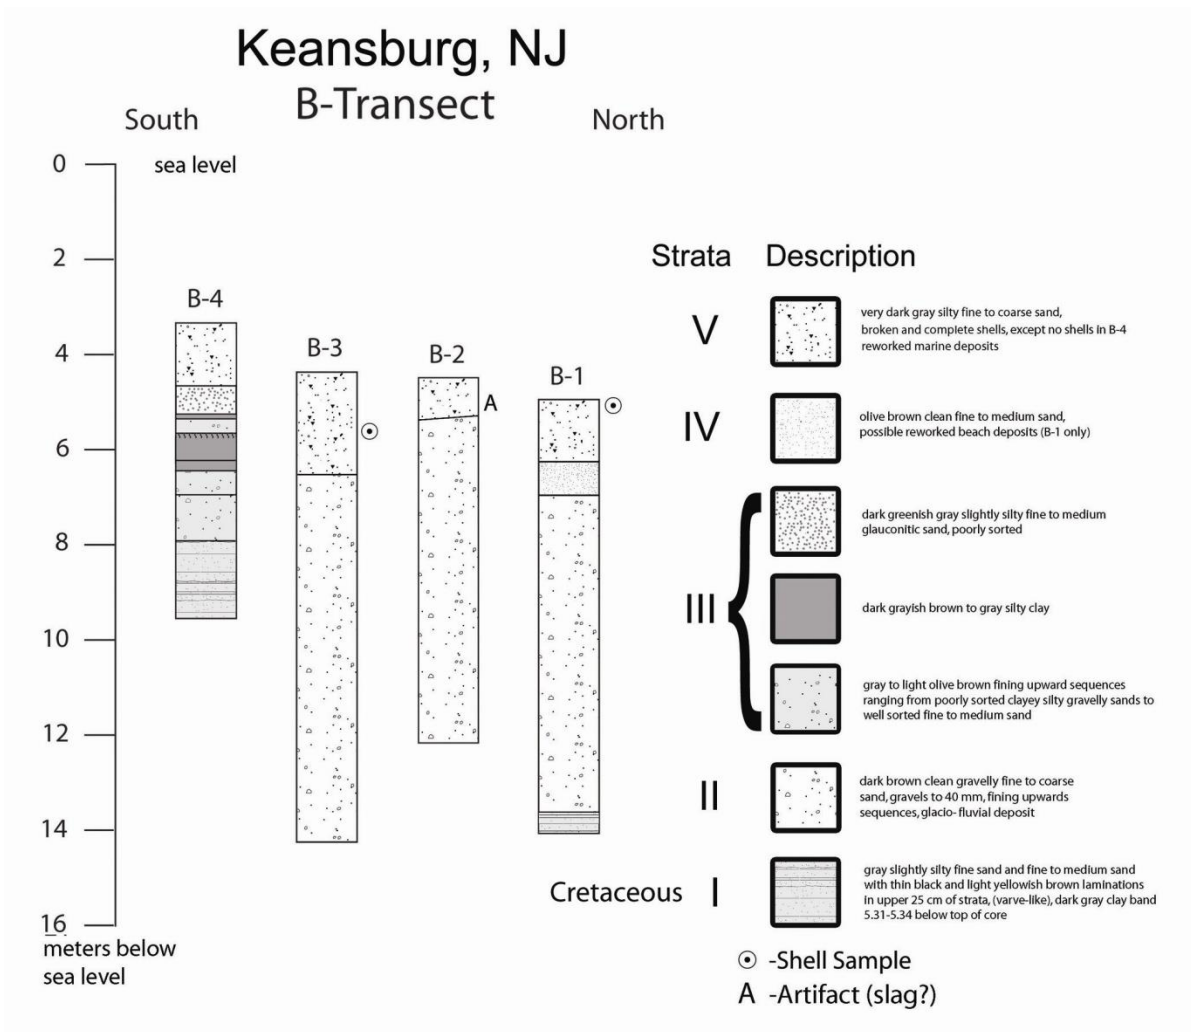 Keansburg, NJ
B-Transect
South
North
0
sea level
2
4
6
8
10
12
14
16
meters below
sea level
B-4
B-3
B-2
B-1
A
Strata
Description
V
very dark gray silty fine to coarse sand,
broken and complete shells, except no shells in B-4
reworked marine deposits
IV
olive brown clean fine to medium sand,
possible reworked beach deposits (B-1 only)
III
dark greenish gray slightly silty fine to medium
glauconitic sand, poorly sorted
dark grayish brown to gray silty clay
gray to light olive brown fining upward sequences
ranging from poorly sorted clayey silty gravelly sands to
well sorted fine to medium sand
II
dark brown clean gravelly fine to coarse
sand, gravels to 40 mm, fining upwards
sequences, glacio- fluvial deposit
Cretaceous I
gray slightly silty fine sand and fine to medium sand
with thin black and light yellowish brown laminations
in upper 25 cm of strata, (varve-like), dark gray clay band
5.31-5.34 below top of core
-Shell Sample
A -Artifact (slag?)